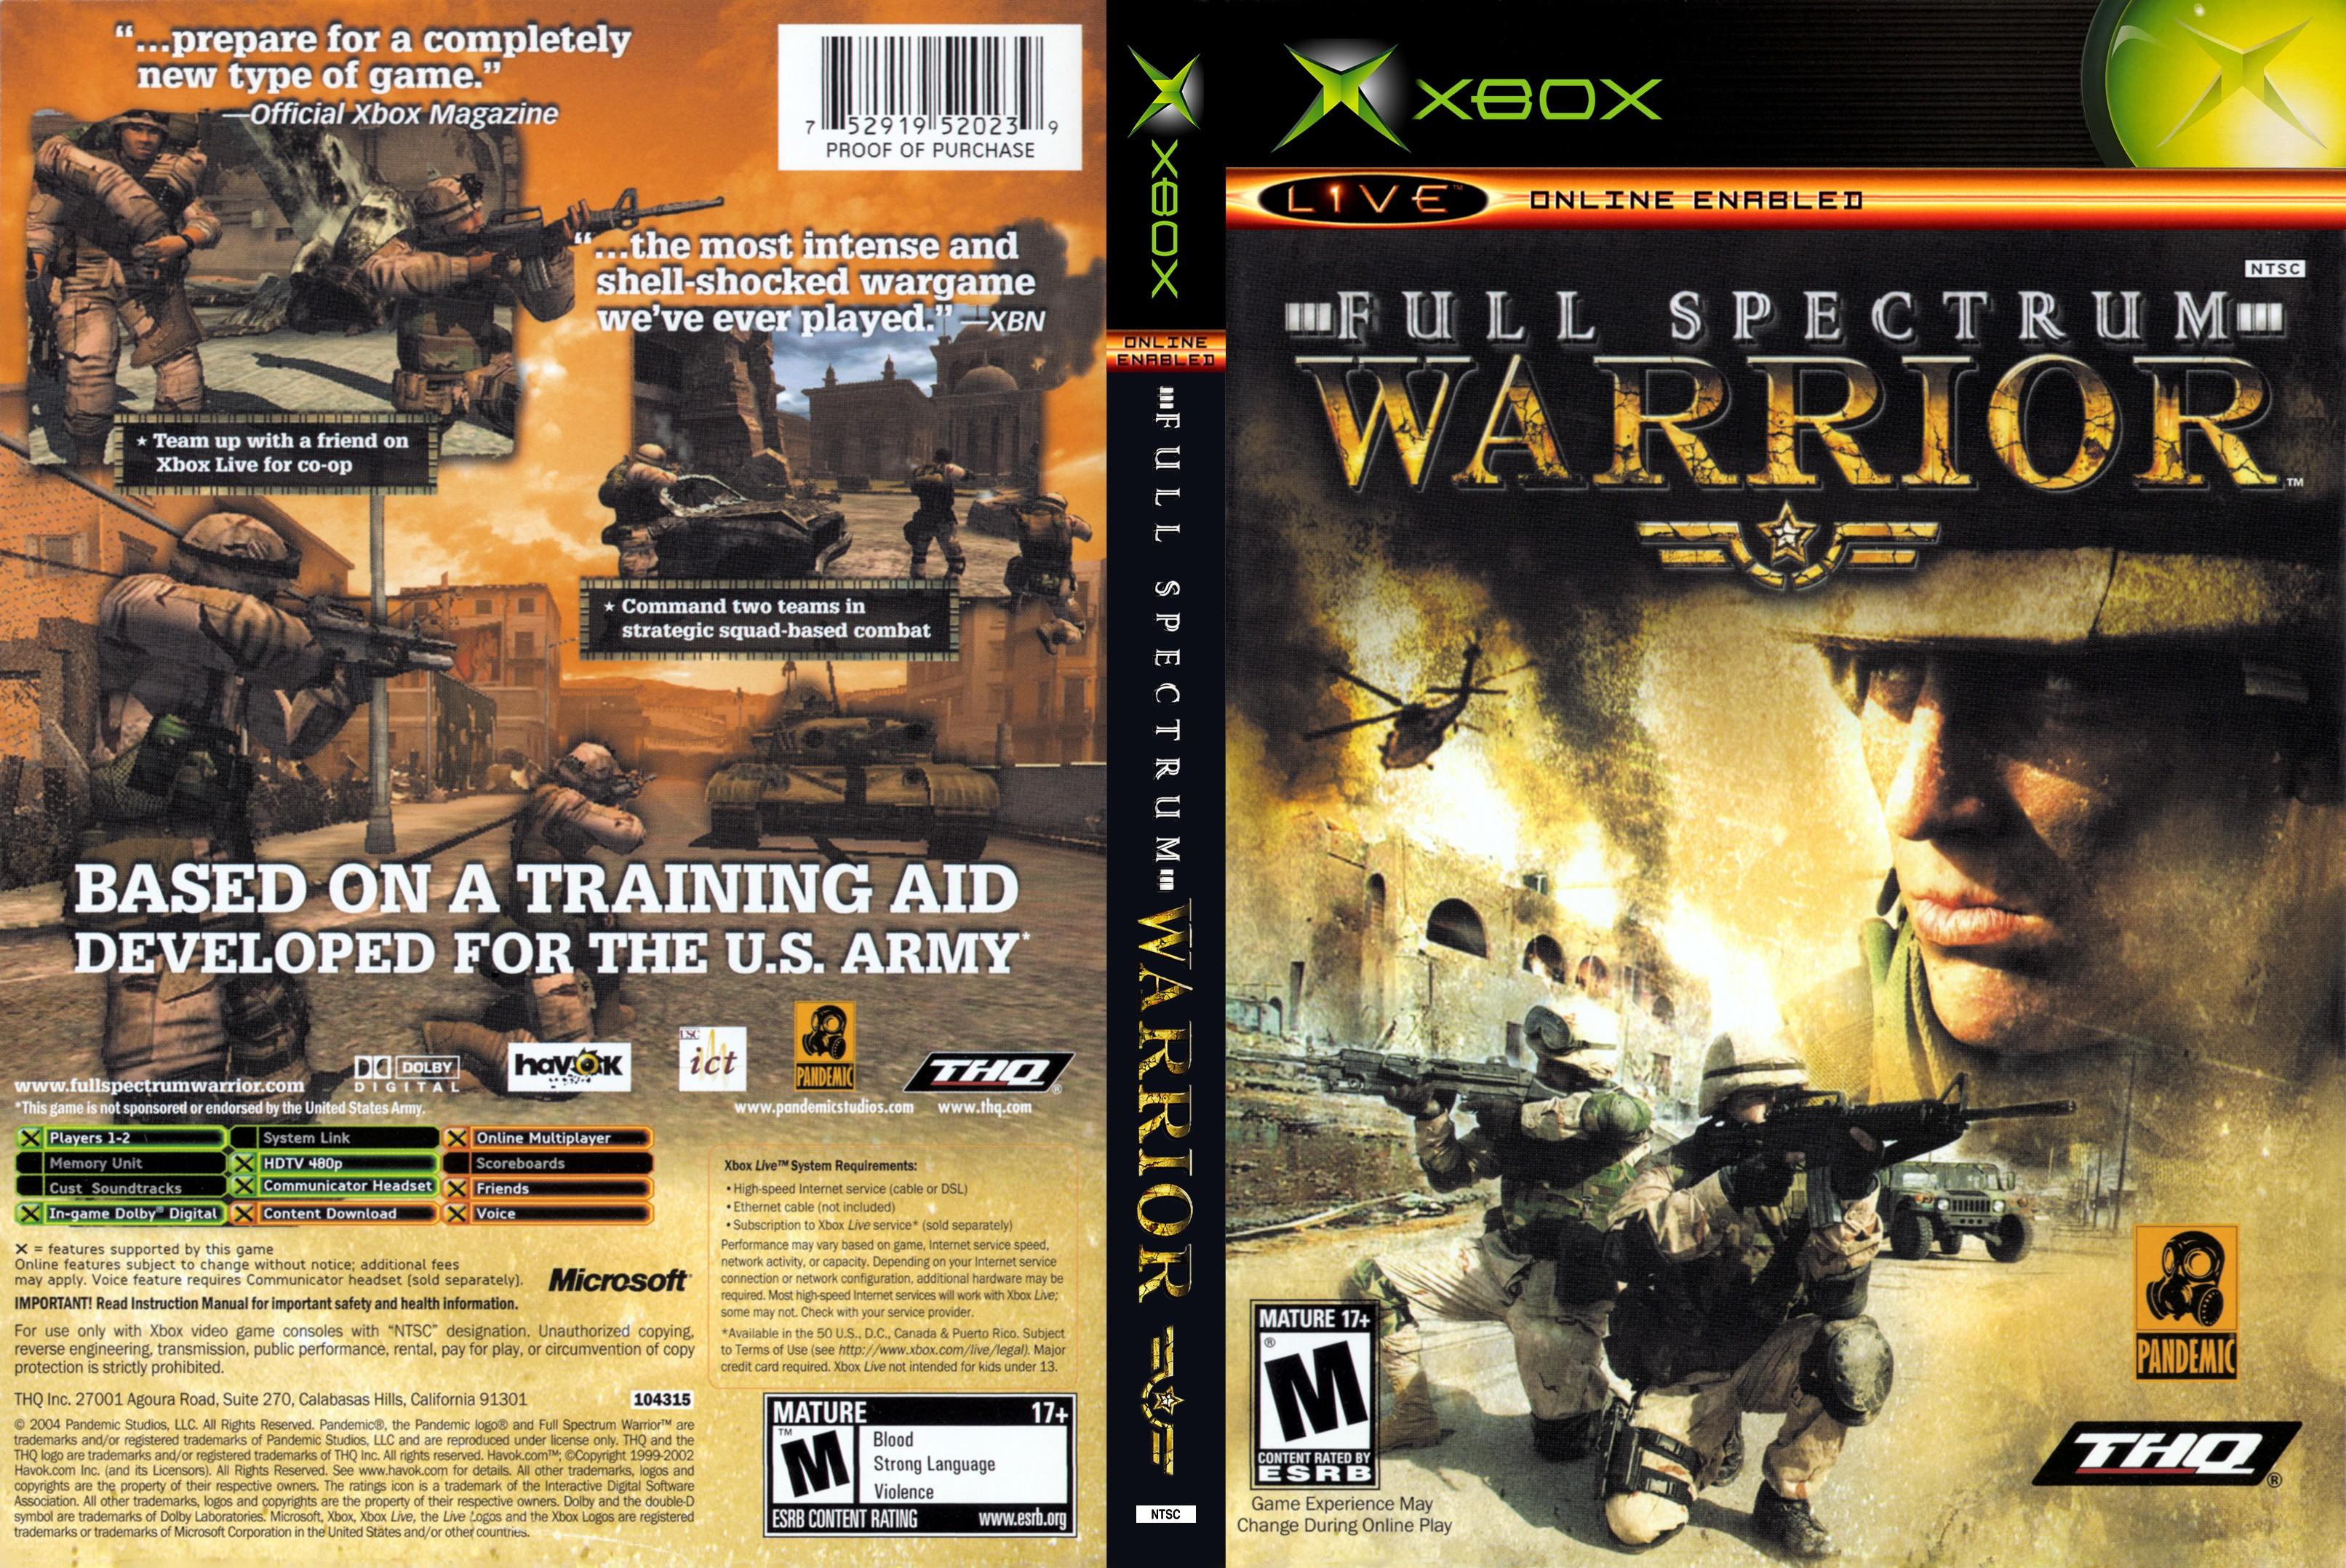 “...prepare for a completely
new type of game.”
—Official Xbox Magazine
7 52919 52023 9
PROOF OF PURCHASE
“...the most intense and
shell-shocked wargame
we’ve ever played.” —XBN
★ Team up with a friend on
Xbox Live for co-op
★ Command two teams in
strategic squad-based combat
BASED ON A TRAINING AID
DEVELOPED FOR THE U.S. ARMY*
www.fullspectrumwarrior.com
DOLBY
DIGITAL
havok
USC
ict
PANDEMIC
THQ®
*This game is not sponsored or endorsed by the United States Army.
www.pandemicstudios.com www.thq.com
Players 1-2
System Link
Online Multiplayer
Memory Unit
HDTV 480p
Scoreboards
Cust Soundtracks
Communicator Headset
Friends
In-game Dolby® Digital
Content Download
Voice
X = features supported by this game
Online features subject to change without notice; additional fees
may apply. Voice feature requires Communicator headset (sold separately).
Microsoft®
IMPORTANT! Read Instruction Manual for important safety and health information.
For use only with Xbox video game consoles with “NTSC” designation. Unauthorized copying,
reverse engineering, transmission, public performance, rental, pay for play, or circumvention of copy
protection is strictly prohibited.
THQ Inc. 27001 Agoura Road, Suite 270, Calabasas Hills, California 91301
104315
© 2004 Pandemic Studios, LLC. All Rights Reserved. Pandemic®, the Pandemic logo® and Full Spectrum Warrior™ are
trademarks and/or registered trademarks of Pandemic Studios, LLC and are reproduced under license only. THQ and the
THQ logo are trademarks and/or registered trademarks of THQ Inc. All rights reserved. Havok.com™; ©Copyright 1999-2002
Havok.com Inc. (and its Licensors). All Rights Reserved. See www.havok.com for details. All other trademarks, logos and
copyrights are the property of their respective owners. The ratings icon is a trademark of the Interactive Digital Software
Association. All other trademarks, logos and copyrights are the property of their respective owners. Dolby and the double-D
symbol are trademarks of Dolby Laboratories. Microsoft, Xbox, Xbox Live, the Live Logos and the Xbox Logos are registered
trademarks or trademarks of Microsoft Corporation in the United States and/or other countries.
Xbox Live™ System Requirements:
• High-speed Internet service (cable or DSL)
• Ethernet cable (not included)
• Subscription to Xbox Live service* (sold separately)
Performance may vary based on game, Internet service speed,
network activity, or capacity. Depending on your Internet service
connection or network configuration, additional hardware may be
required. Most high-speed Internet services will work with Xbox Live;
some may not. Check with your service provider.
*Available in the 50 U.S., D.C., Canada & Puerto Rico. Subject
to Terms of Use (see http://www.xbox.com/live/legal). Major
credit card required. Xbox Live not intended for kids under 13.
MATURE 17+
M™
Blood
Strong Language
Violence
ESRB CONTENT RATING www.esrb.org
XBOX
ONLINE
ENABLED
FULL SPECTRUM WARRIOR
NTSC
XBOX
LIVE™ ONLINE ENABLED
NTSC
FULL SPECTRUM
WARRIOR™
MATURE 17+
M®
CONTENT RATED BY
ESRB
Game Experience May
Change During Online Play
PANDEMIC
THQ®